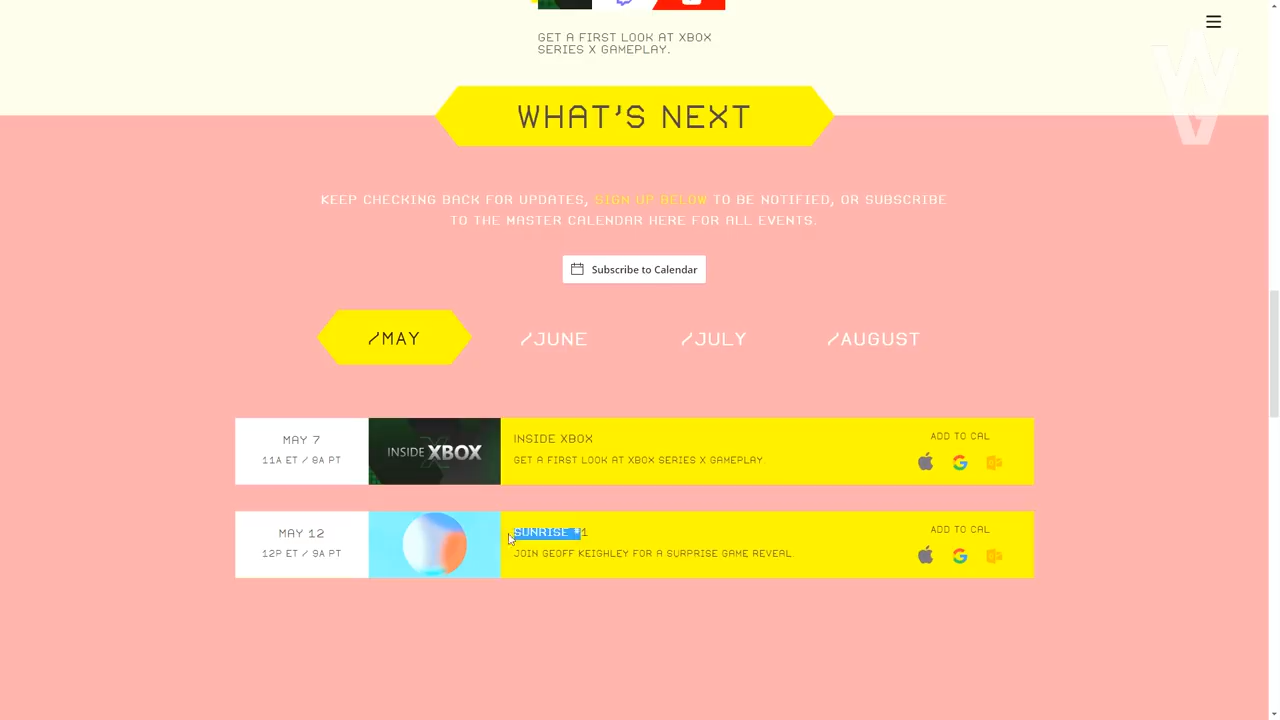 GET A FIRST LOOK AT XBOX
SERIES X GAMEPLAY.
WHAT'S NEXT
KEEP CHECKING BACK FOR UPDATES, SIGN UP BELOW TO BE NOTIFIED, OR SUBSCRIBE
TO THE MASTER CALENDAR HERE FOR ALL EVENTS.
Subscribe to Calendar
/MAY /JUNE /JULY /AUGUST
MAY 7
11A ET / 8A PT
INSIDE XBOX
INSIDE XBOX
GET A FIRST LOOK AT XBOX SERIES X GAMEPLAY.
ADD TO CAL
MAY 12
12P ET / 9A PT
SUNRISE #1
JOIN GEOFF KEIGHLEY FOR A SURPRISE GAME REVEAL.
ADD TO CAL